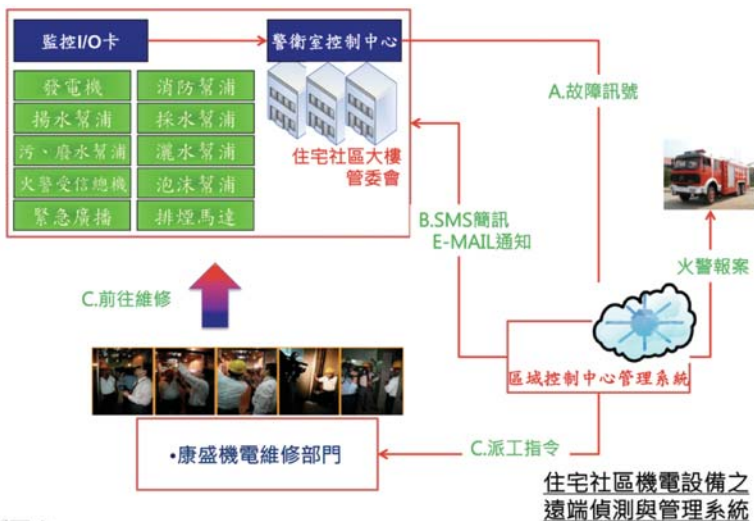 監控I/O卡
警衛室控制中心
發電機
消防幫浦
揚水幫浦
採水幫浦
污、廢水幫浦
灑水幫浦
火警受信總機
泡沫幫浦
緊急廣播
排煙馬達
住宅社區大樓
管委會
A.故障訊號
B.SMS簡訊
E-MAIL通知
火警報案
C.前往維修
區域控制中心管理系統
•康盛機電維修部門
C.派工指令
住宅社區機電設備之
遠端偵測與管理系統